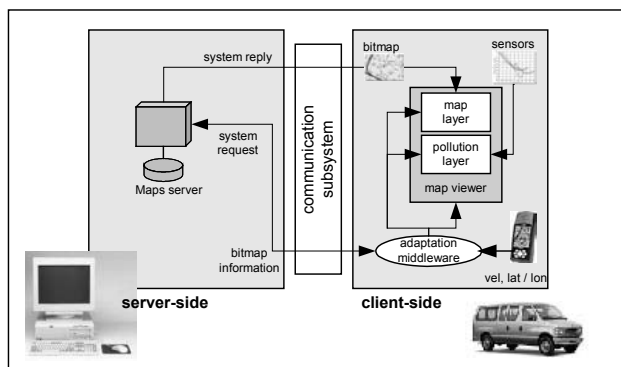 system reply
bitmap
sensors
map
layer
pollution
layer
map viewer
system
request
Maps server
communication
subsystem
bitmap
information
adaptation
middleware
vel, lat / lon
server-side
client-side